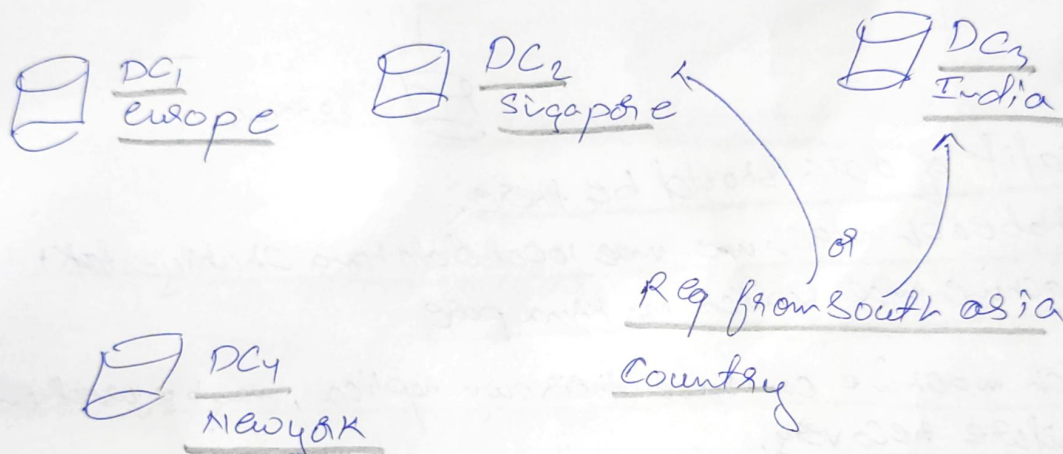 DC1
europe
DC2
Sigapore
DC3
India
or
Req from South asia
Country
DC4
Newyork